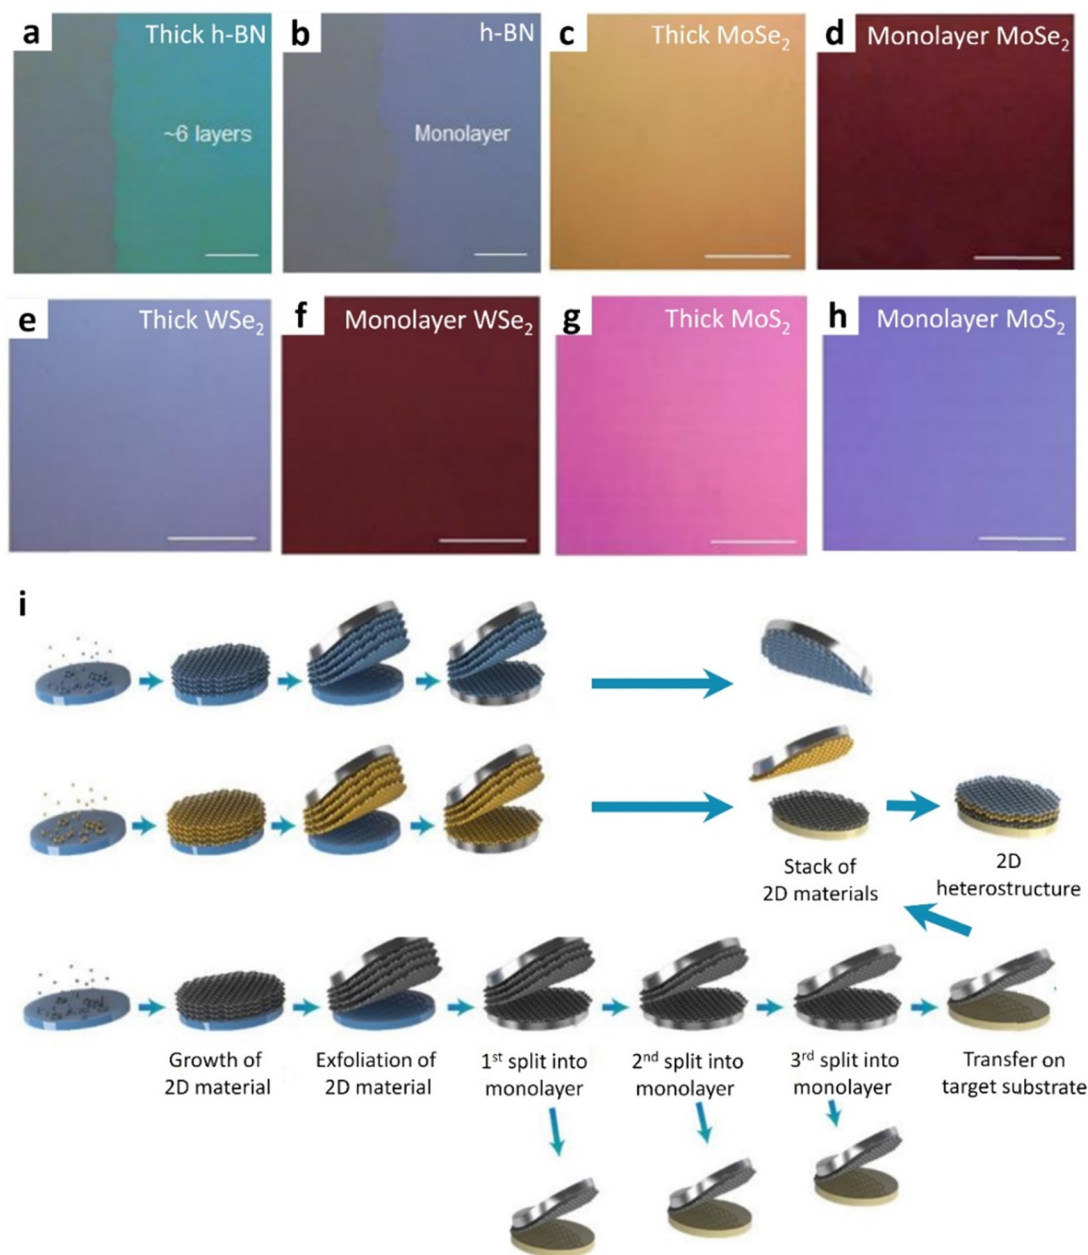 a Thick h-BN
~6 layers
b h-BN
Monolayer
c Thick MoSe₂
d Monolayer MoSe₂
e Thick WSe₂
f Monolayer WSe₂
g Thick MoS₂
h Monolayer MoS₂
i
Stack of
2D materials
2D
heterostructure
Growth of
2D material
Exfoliation of
2D material
1ˢᵗ split into
monolayer
2ⁿᵈ split into
monolayer
3ʳᵈ split into
monolayer
Transfer on
target substrate